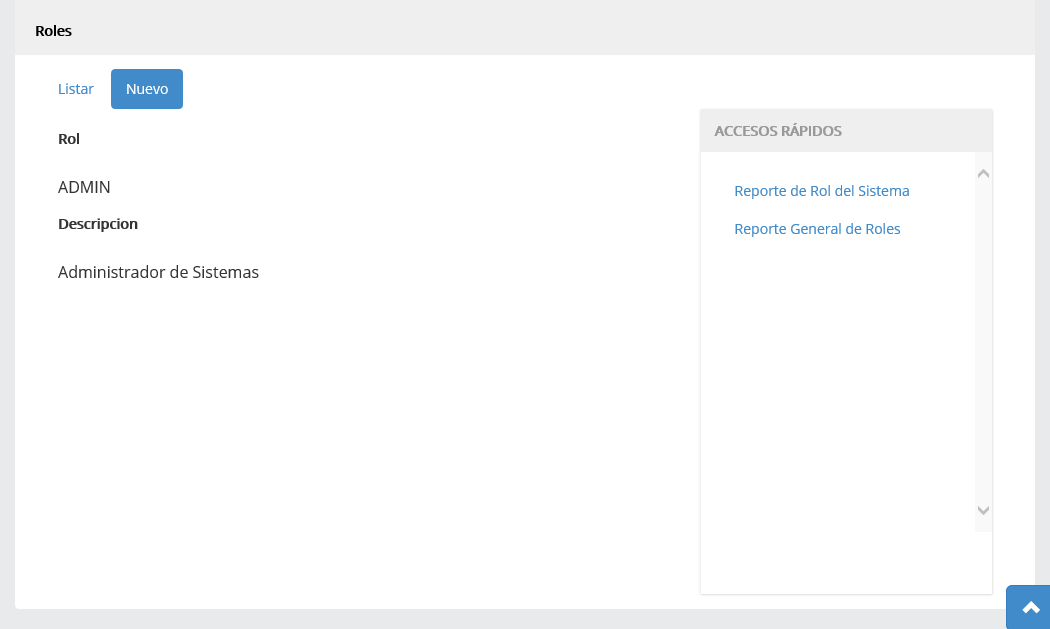 Roles
Listar
Nuevo
Rol
ADMIN
Descripcion
Administrador de Sistemas
ACCESOS RÁPIDOS
Reporte de Rol del Sistema
Reporte General de Roles